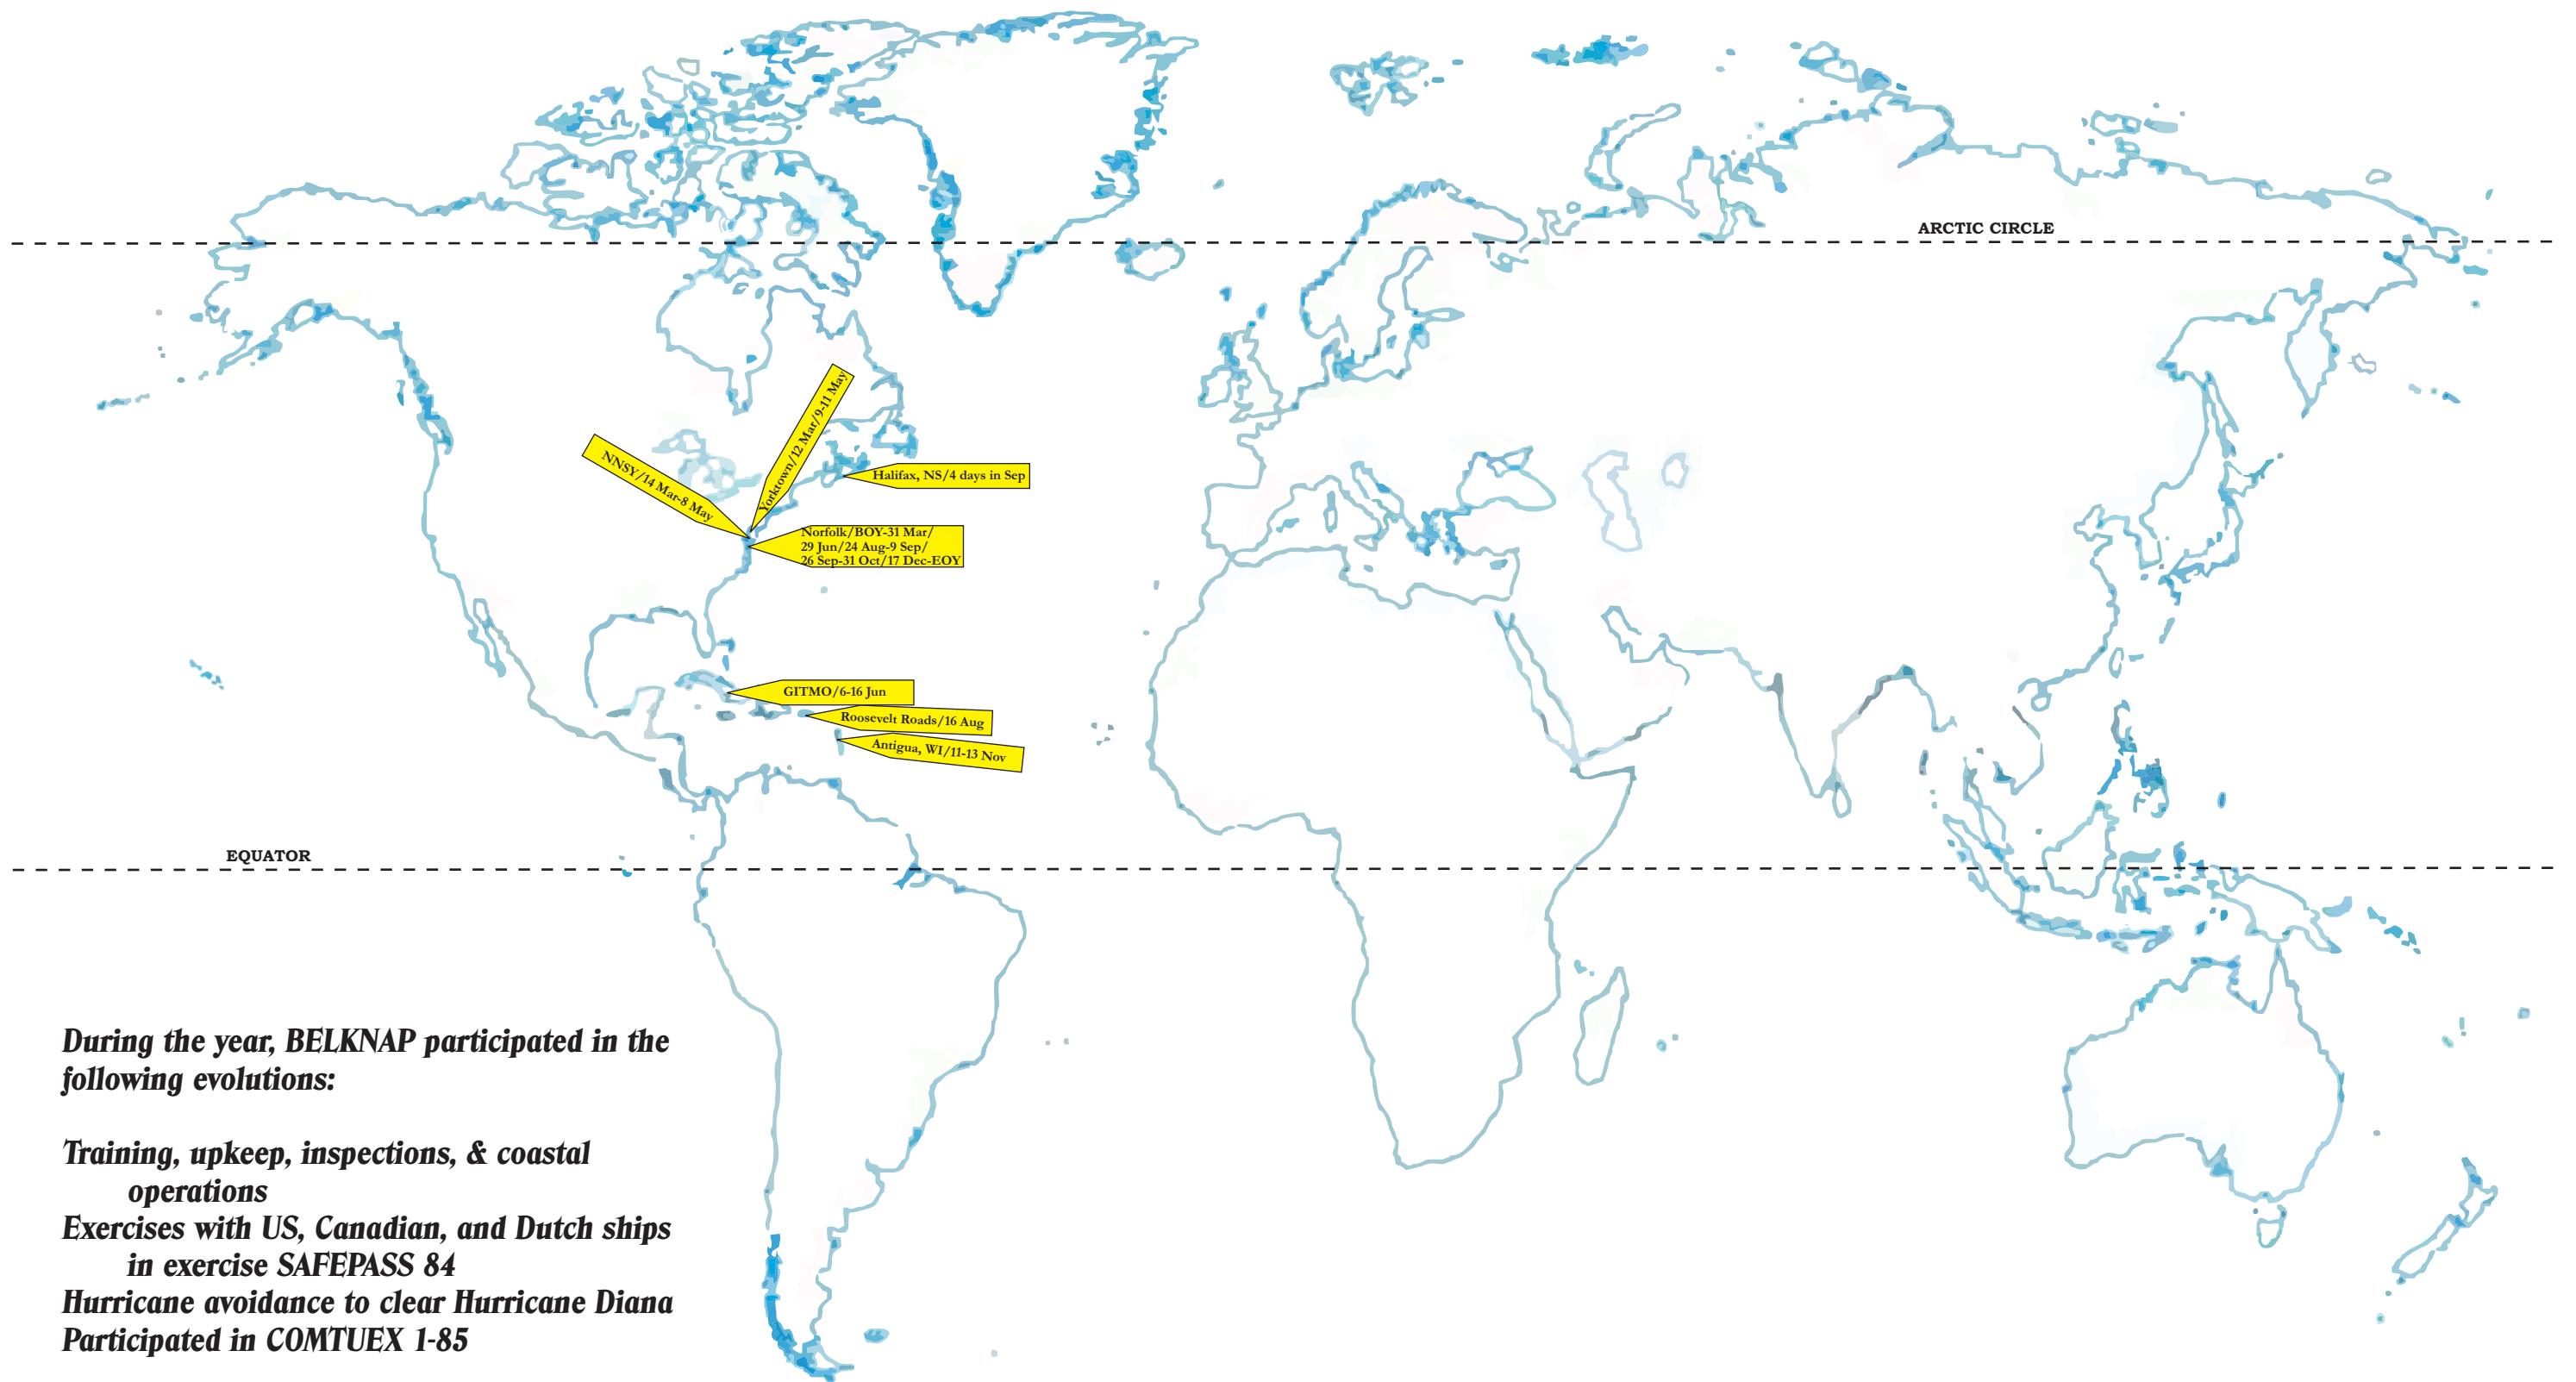 ARCTIC CIRCLE
Yorktown/12 Mar/9-11 May
NNSY/14 Mar-8 May
Halifax, NS/4 days in Sep
Norfolk/BOY-31 Mar/
29 Jun/24 Aug-9 Sep/
26 Sep-31 Oct/17 Dec-EOY
GITMO/6-16 Jun
Roosevelt Roads/16 Aug
Antigua, WI/11-13 Nov
EQUATOR
During the year, BELKNAP participated in the
following evolutions:
Training, upkeep, inspections, & coastal
operations
Exercises with US, Canadian, and Dutch ships
in exercise SAFEPASS 84
Hurricane avoidance to clear Hurricane Diana
Participated in COMTUEX 1-85